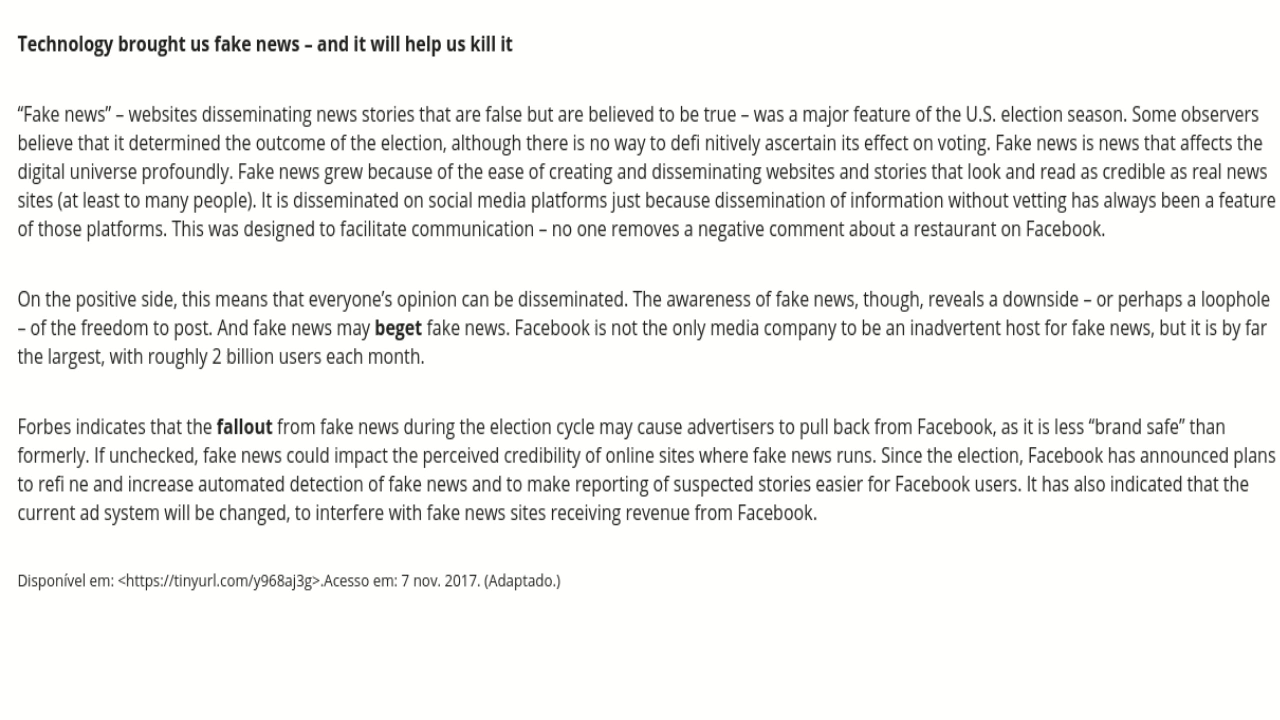 Technology brought us fake news – and it will help us kill it
“Fake news” – websites disseminating news stories that are false but are believed to be true – was a major feature of the U.S. election season. Some observers
believe that it determined the outcome of the election, although there is no way to defi nitively ascertain its effect on voting. Fake news is news that affects the
digital universe profoundly. Fake news grew because of the ease of creating and disseminating websites and stories that look and read as credible as real news
sites (at least to many people). It is disseminated on social media platforms just because dissemination of information without vetting has always been a feature
of those platforms. This was designed to facilitate communication – no one removes a negative comment about a restaurant on Facebook.
On the positive side, this means that everyone’s opinion can be disseminated. The awareness of fake news, though, reveals a downside – or perhaps a loophole
– of the freedom to post. And fake news may beget fake news. Facebook is not the only media company to be an inadvertent host for fake news, but it is by far
the largest, with roughly 2 billion users each month.
Forbes indicates that the fallout from fake news during the election cycle may cause advertisers to pull back from Facebook, as it is less “brand safe” than
formerly. If unchecked, fake news could impact the perceived credibility of online sites where fake news runs. Since the election, Facebook has announced plans
to refi ne and increase automated detection of fake news and to make reporting of suspected stories easier for Facebook users. It has also indicated that the
current ad system will be changed, to interfere with fake news sites receiving revenue from Facebook.
Disponível em: <https://tinyurl.com/y968aj3g>.Acesso em: 7 nov. 2017. (Adaptado.)